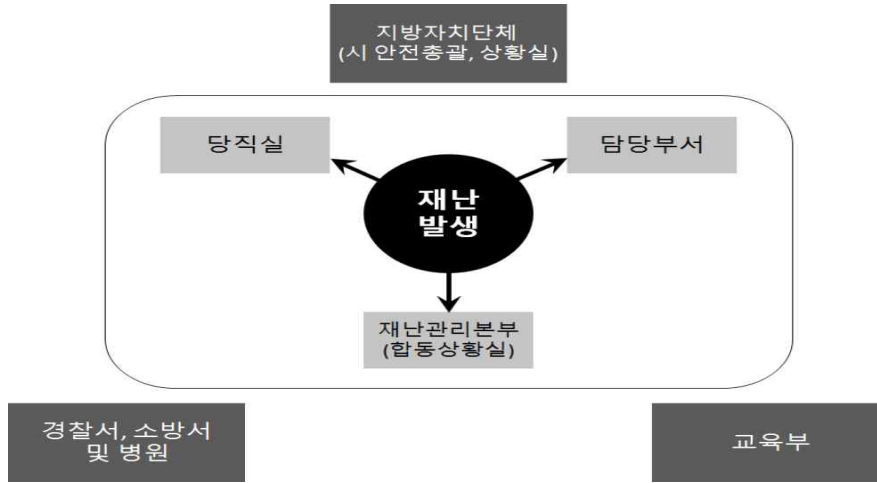 지방자치단체
(시 안전총괄, 상황실)
당직실
담당부서
재난
발생
재난관리본부
(합동상황실)
경찰서, 소방서
및 병원
교육부